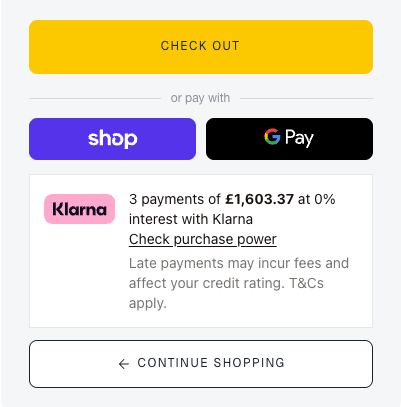 CHECK OUT
or pay with
shop
G Pay
Klarna
3 payments of £1,603.37 at 0%
interest with Klarna
Check purchase power
Late payments may incur fees and
affect your credit rating. T&Cs
apply.
← CONTINUE SHOPPING